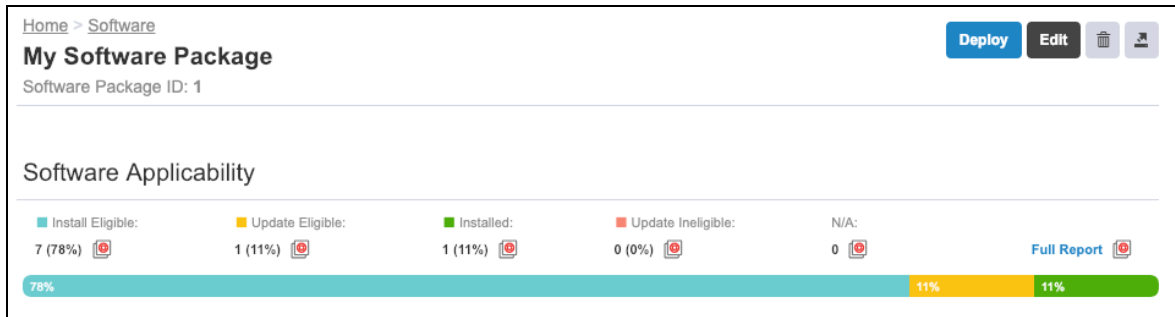 Home > Software
My Software Package
Software Package ID: 1
Deploy
Edit
Software Applicability
Install Eligible:
Update Eligible:
Installed:
Update Ineligible:
N/A:
7 (78%)
1 (11%)
1 (11%)
0 (0%)
0
Full Report
78%
11%
11%